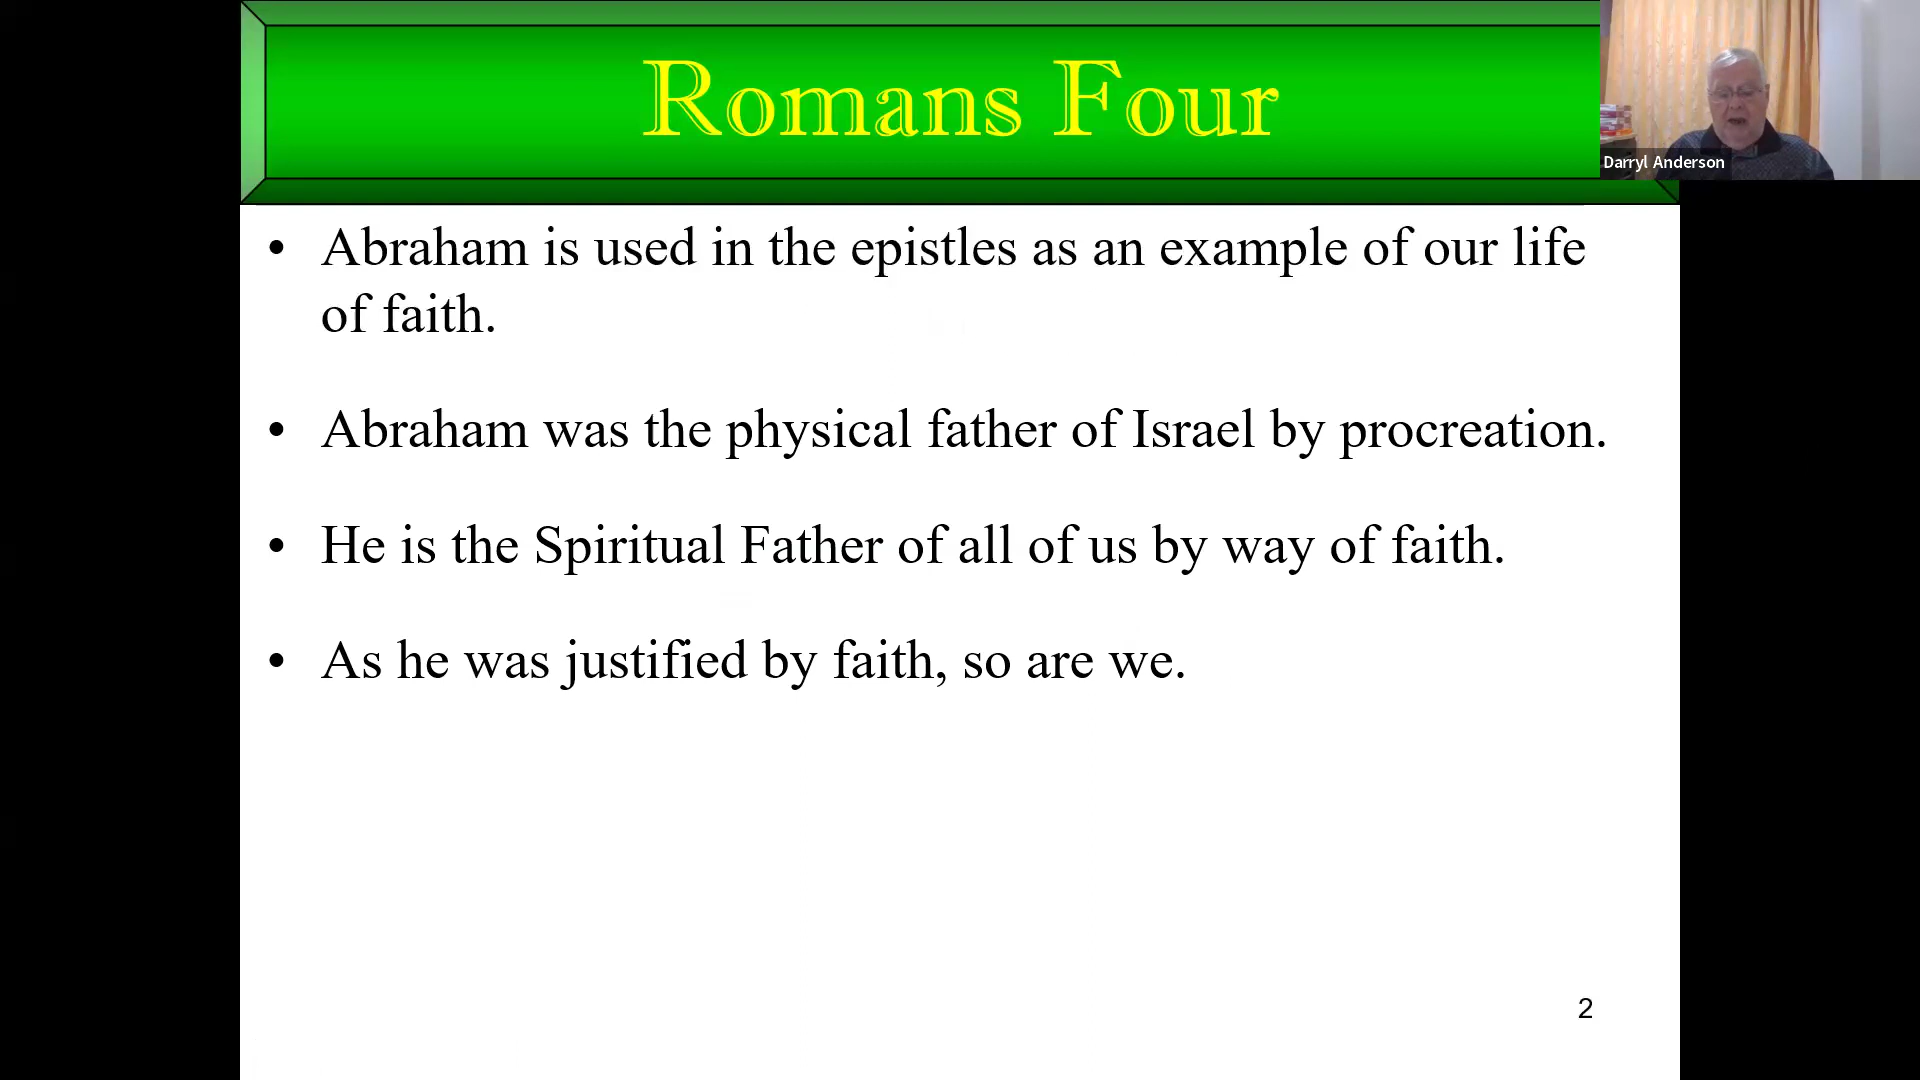 Romans Four
Darryl Anderson
• Abraham is used in the epistles as an example of our life
of faith.
• Abraham was the physical father of Israel by procreation.
• He is the Spiritual Father of all of us by way of faith.
• As he was justified by faith, so are we.
2